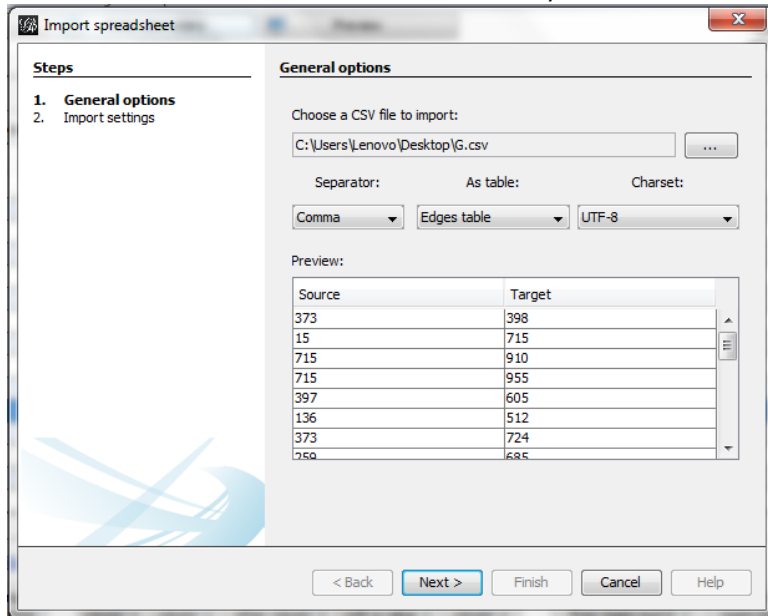 Import spreadsheet
Steps
1. General options
2. Import settings
General options
Choose a CSV file to import:
C:\Users\Lenovo\Desktop\G.csv ...
Separator: As table: Charset:
Comma Edges table UTF-8
Preview:
Source Target
373 398
15 715
715 910
715 955
397 605
136 512
373 724
259 685
< Back Next > Finish Cancel Help